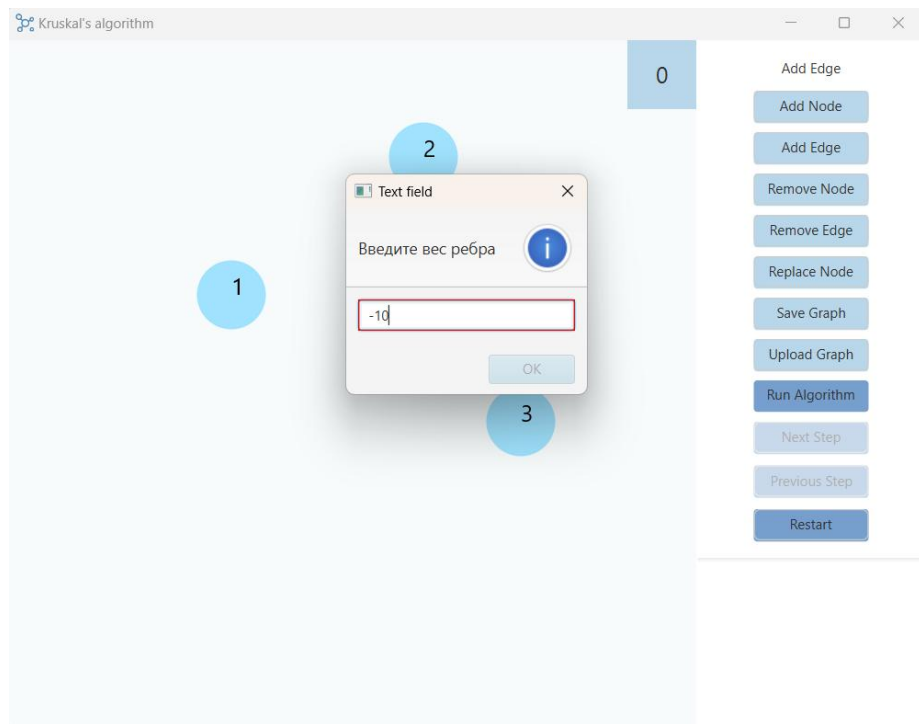 Kruskal's algorithm
0
Add Edge
Add Node
2
Add Edge
Text field
Remove Node
Введите вес ребра
Remove Edge
1
Replace Node
-10
Save Graph
OK
Upload Graph
3
Run Algorithm
Next Step
Previous Step
Restart